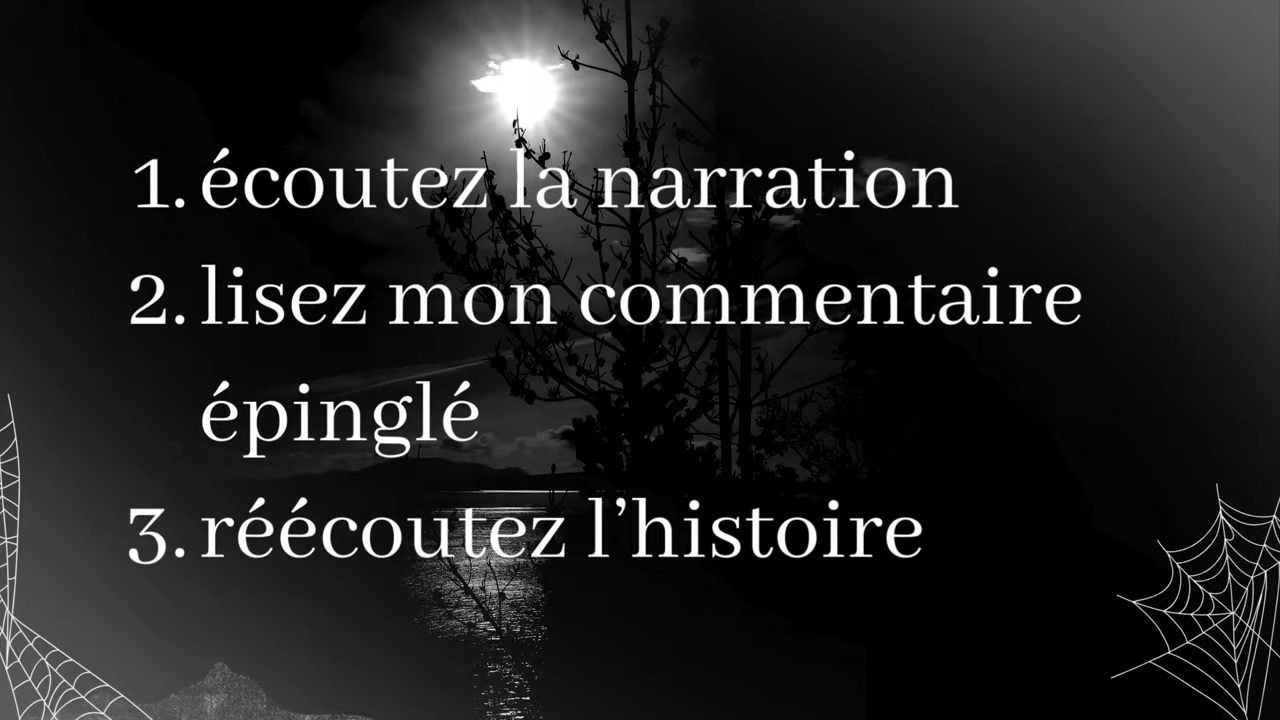 1. écoutez la narration
2. lisez mon commentaire
épinglé
3. réécoutez l'histoire